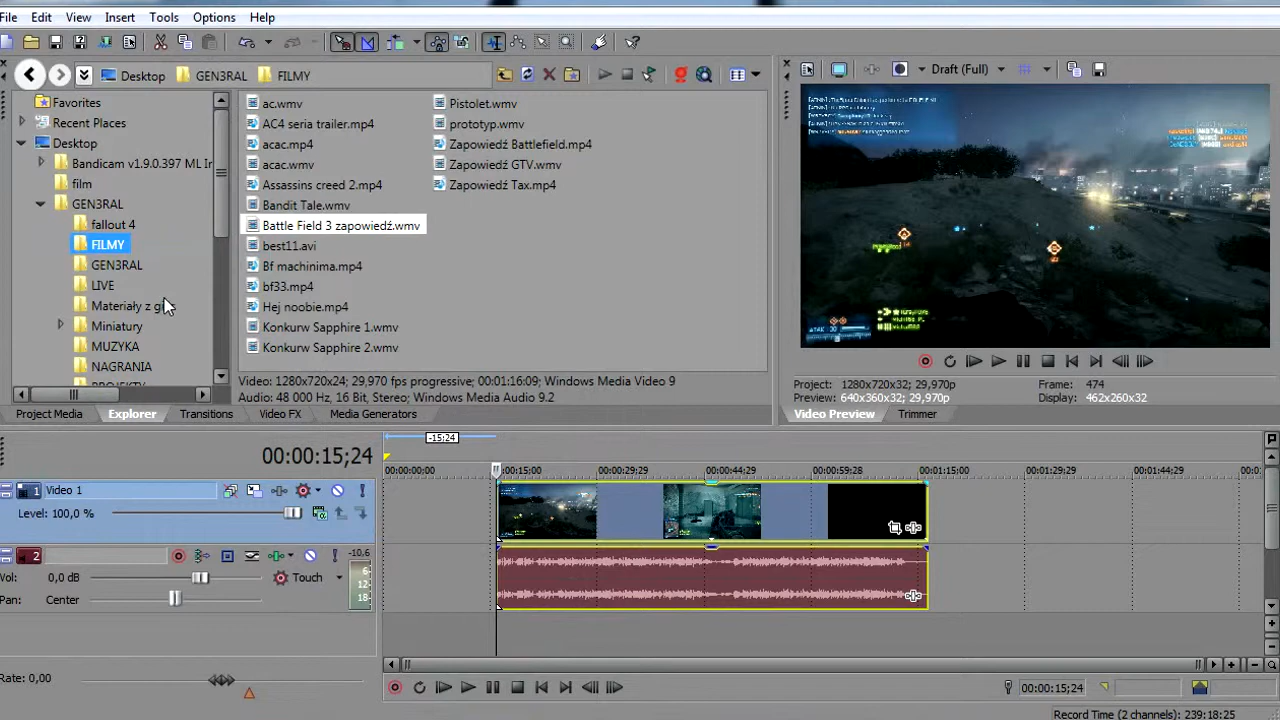 File Edit View Insert Tools Options Help
Desktop GEN3RAL FILMY
Draft (Full)
Favorites
Recent Places
Desktop
Bandicam v1.9.0.397 ML Ir
film
GEN3RAL
fallout 4
FILMY
GEN3RAL
LIVE
Materiały z g
Miniatury
MUZYKA
NAGRANIA
PROJEKTY
ac.wmv
AC4 seria trailer.mp4
acac.mp4
acac.wmv
Assassins creed 2.mp4
Bandit Tale.wmv
Battle Field 3 zapowiedź.wmv
best11.avi
Bf machinima.mp4
bf33.mp4
Hej noobie.mp4
Konkurw Sapphire 1.wmv
Konkurw Sapphire 2.wmv
Pistolet.wmv
prototyp.wmv
Zapowiedź Battlefield.mp4
Zapowiedź GTV.wmv
Zapowiedź Tax.mp4
Video: 1280x720x24; 29,970 fps progressive; 00:01:16:09; Windows Media Video 9
Audio: 48 000 Hz, 16 Bit, Stereo; Windows Media Audio 9.2
Project Media Explorer Transitions Video FX Media Generators
Project: 1280x720x32; 29,970p Frame: 474
Preview: 640x360x32; 29,970p Display: 462x260x32
Video Preview Trimmer
00:00:15;24
-15;24
00:00:00;00 :00:15:00 00:00:29;29 00:00:44;29 00:00:59;28 00:01:15:00 00:01:29;29 00:01:44;29 00:0
1 Video 1
Level: 100,0 %
2 -10.6
Vol: 0,0 dB Touch
Pan: Center
6
12
18
Rate: 0,00
00:00:15;24
Record Time (2 channels): 239:18:25